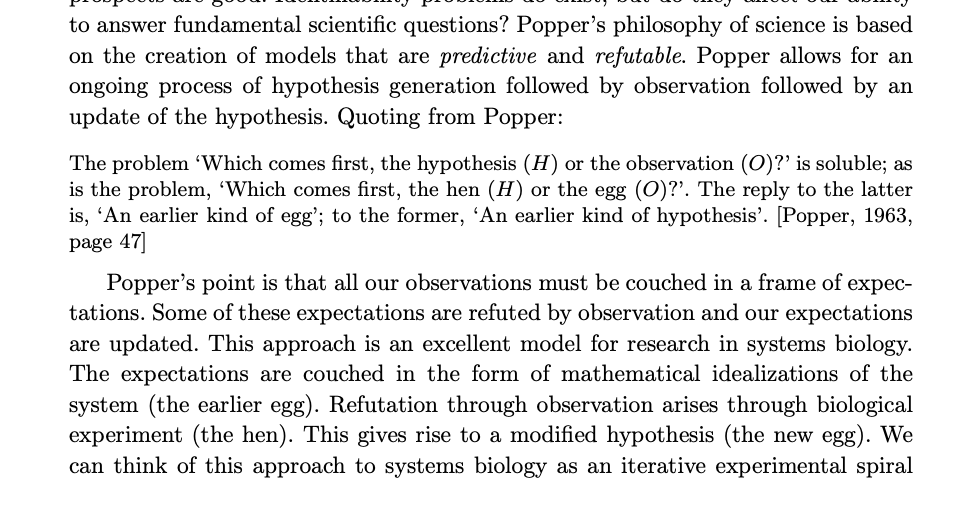 to answer fundamental scientific questions? Popper's philosophy of science is based
on the creation of models that are predictive and refutable. Popper allows for an
ongoing process of hypothesis generation followed by observation followed by an
update of the hypothesis. Quoting from Popper:
The problem ‘Which comes first, the hypothesis (H) or the observation (O)?’ is soluble; as
is the problem, ‘Which comes first, the hen (H) or the egg (O)?’. The reply to the latter
is, ‘An earlier kind of egg’; to the former, ‘An earlier kind of hypothesis’. [Popper, 1963,
page 47]
Popper's point is that all our observations must be couched in a frame of expec-
tations. Some of these expectations are refuted by observation and our expectations
are updated. This approach is an excellent model for research in systems biology.
The expectations are couched in the form of mathematical idealizations of the
system (the earlier egg). Refutation through observation arises through biological
experiment (the hen). This gives rise to a modified hypothesis (the new egg). We
can think of this approach to systems biology as an iterative experimental spiral